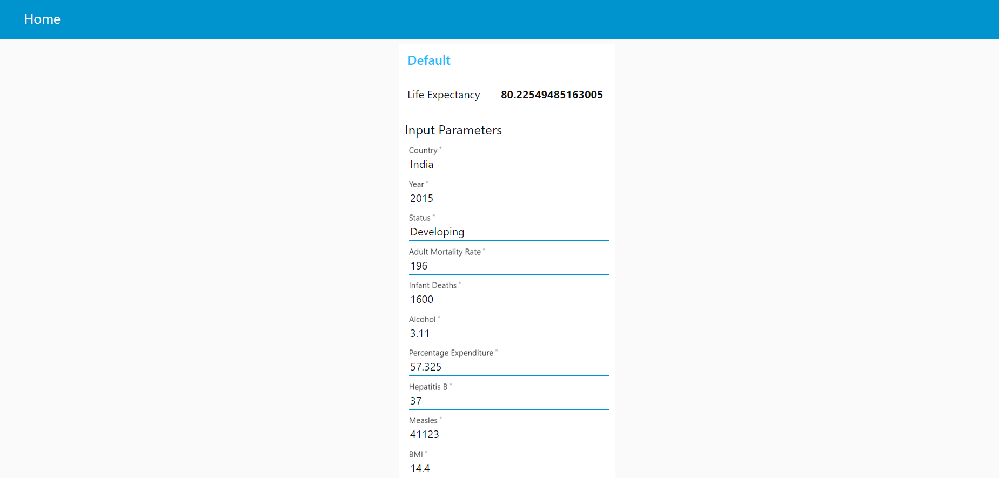 Home
Default
Life Expectancy 80.22549485163005
Input Parameters
Country *
India
Year *
2015
Status *
Developing
Adult Mortality Rate *
196
Infant Deaths *
1600
Alcohol *
3.11
Percentage Expenditure *
57.325
Hepatitis B *
37
Measles *
41123
BMI *
14.4